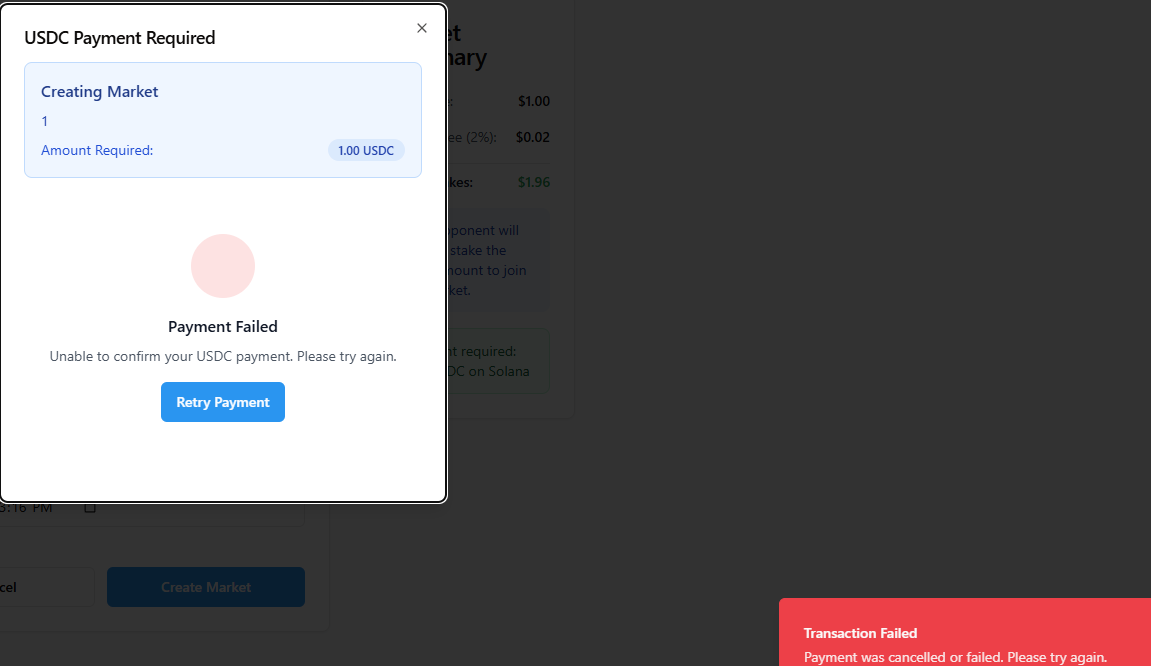 USDC Payment Required
Creating Market
1
Amount Required:
1.00 USDC
Payment Failed
Unable to confirm your USDC payment. Please try again.
Retry Payment
et
nary
e:
$1.00
ee (2%):
$0.02
kes:
$1.96
ponent will
stake the
mount to join
ket.
nt required:
DC on Solana
3:16 PM
cel
Create Market
Transaction Failed
Payment was cancelled or failed. Please try again.